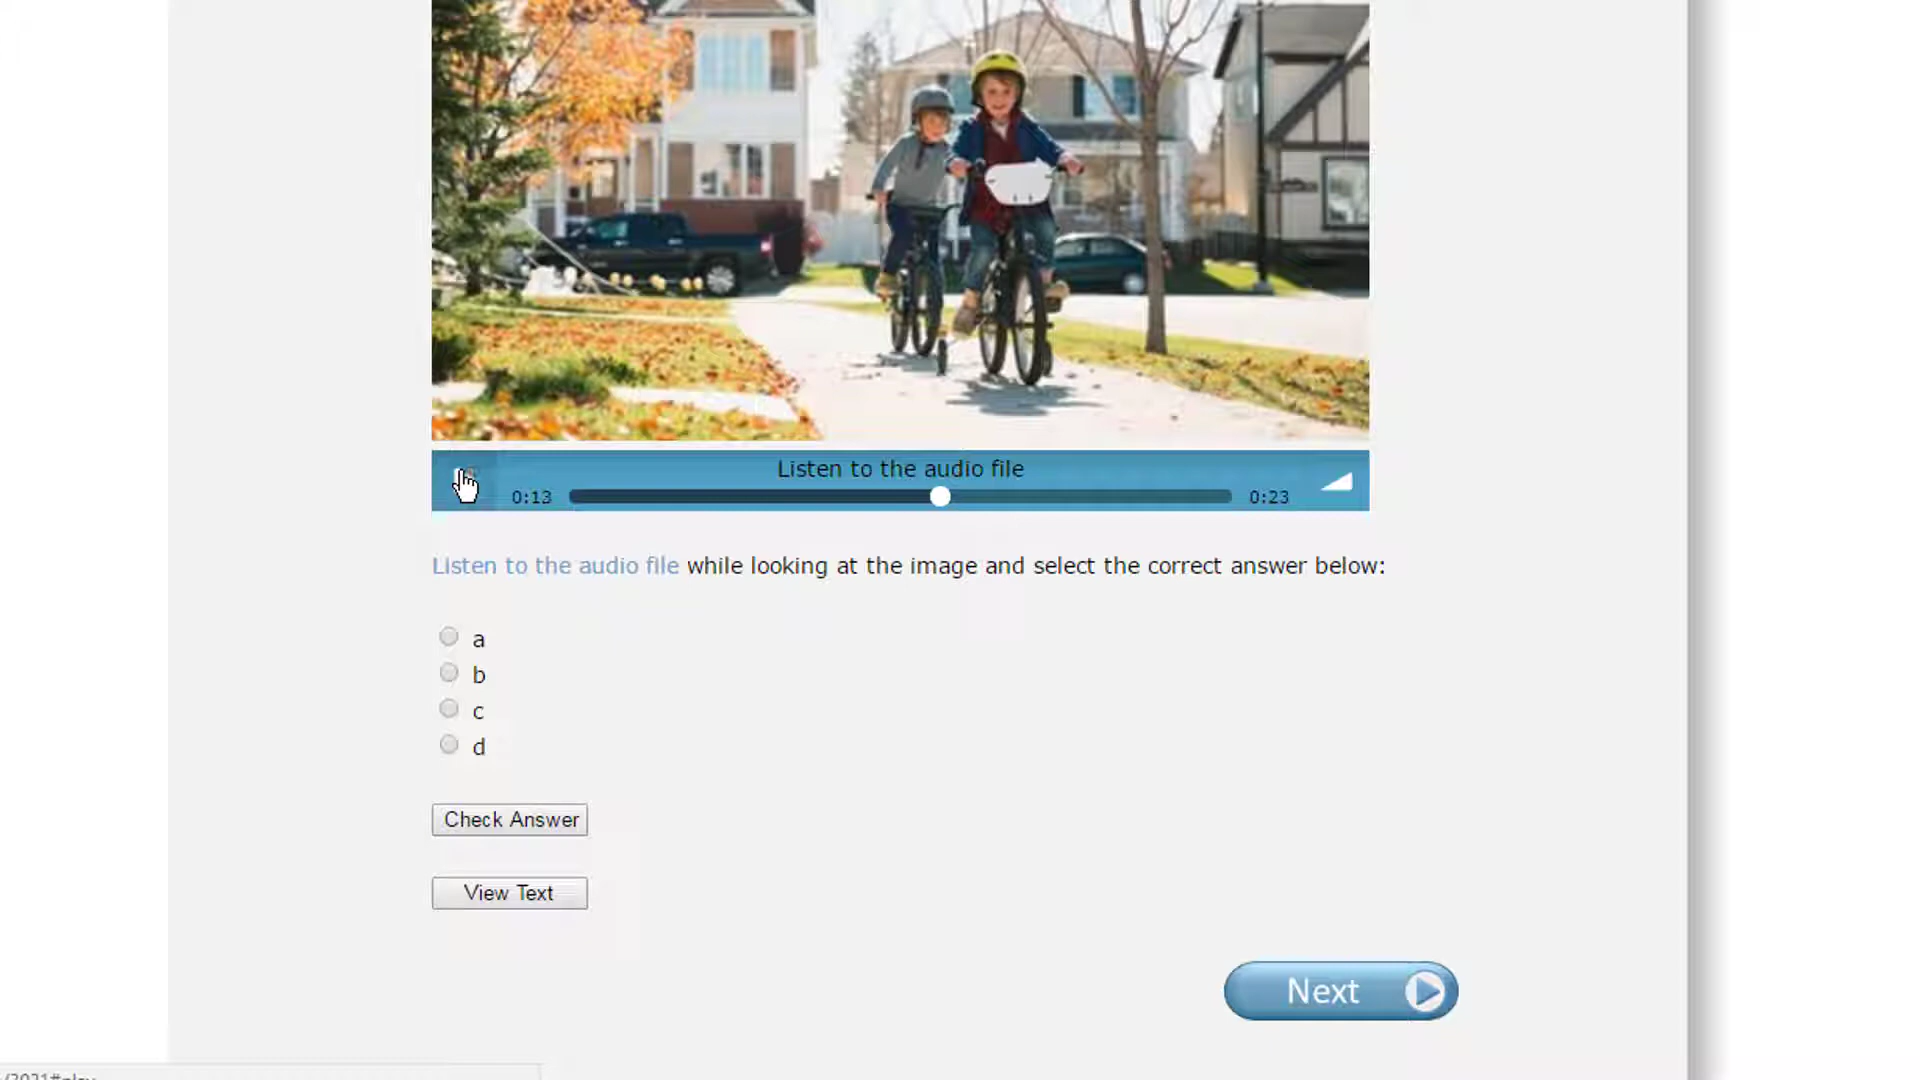 Listen to the audio file
0:13
0:23
Listen to the audio file while looking at the image and select the correct answer below:
a
b
c
d
Check Answer
View Text
Next